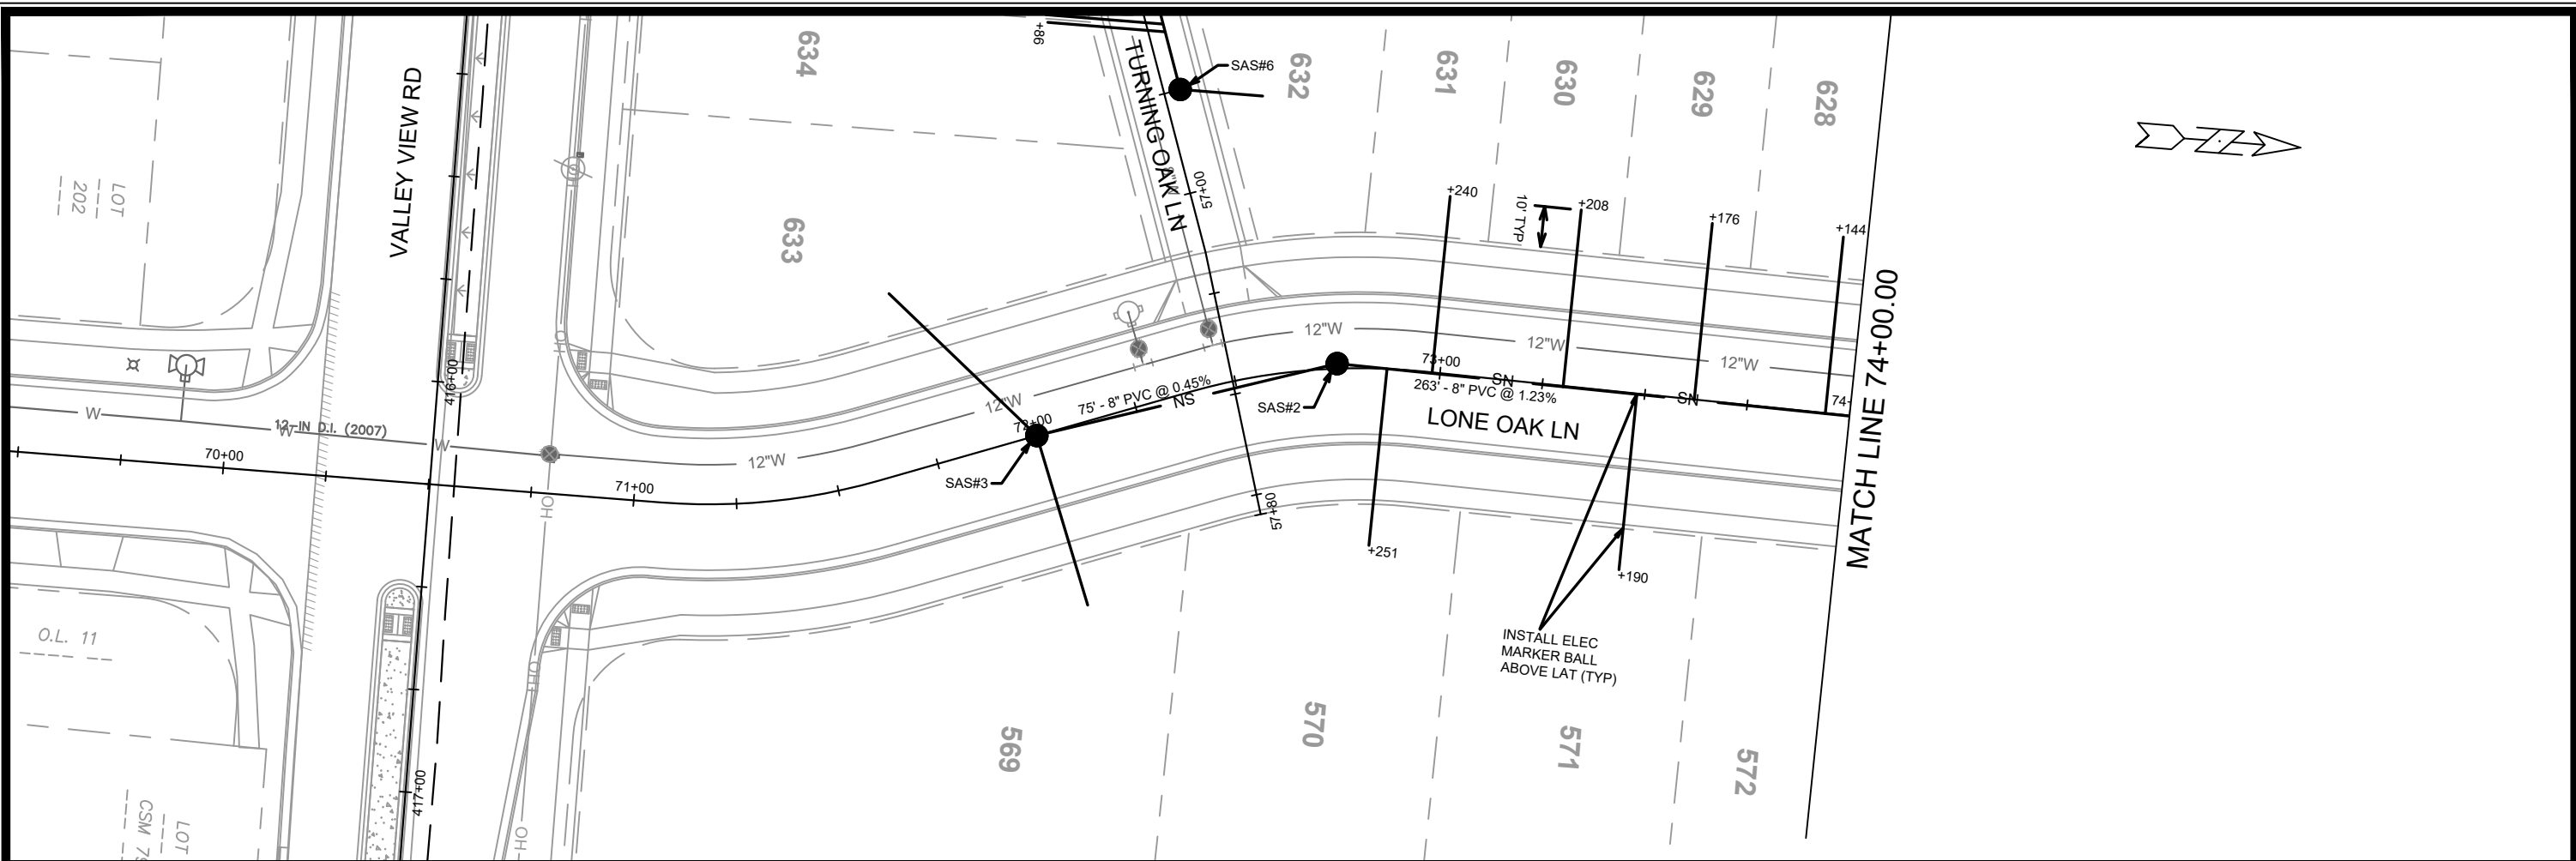 +86
TURNING OAK LN
SAS#6
634
632
631
630
629
628
VALLEY VIEW RD
LOT
202
633
57+00
+240
10' TYP
+208
+176
+144
MATCH LINE 74+00.00
12"W
12"W
12"W
12"W
12"W
73+00
SN
SN
263' - 8" PVC @ 1.23%
74-
LONE OAK LN
75' - 8" PVC @ 0.45%
NS
SAS#2
72+00
SAS#3
416+00
W
W
W
12-IN D.I. (2007)
70+00
71+00
OH
OH
OH
OH
57+80
+251
+190
INSTALL ELEC
MARKER BALL
ABOVE LAT (TYP)
O.L. 11
569
570
571
572
417+00
LOT
CSM